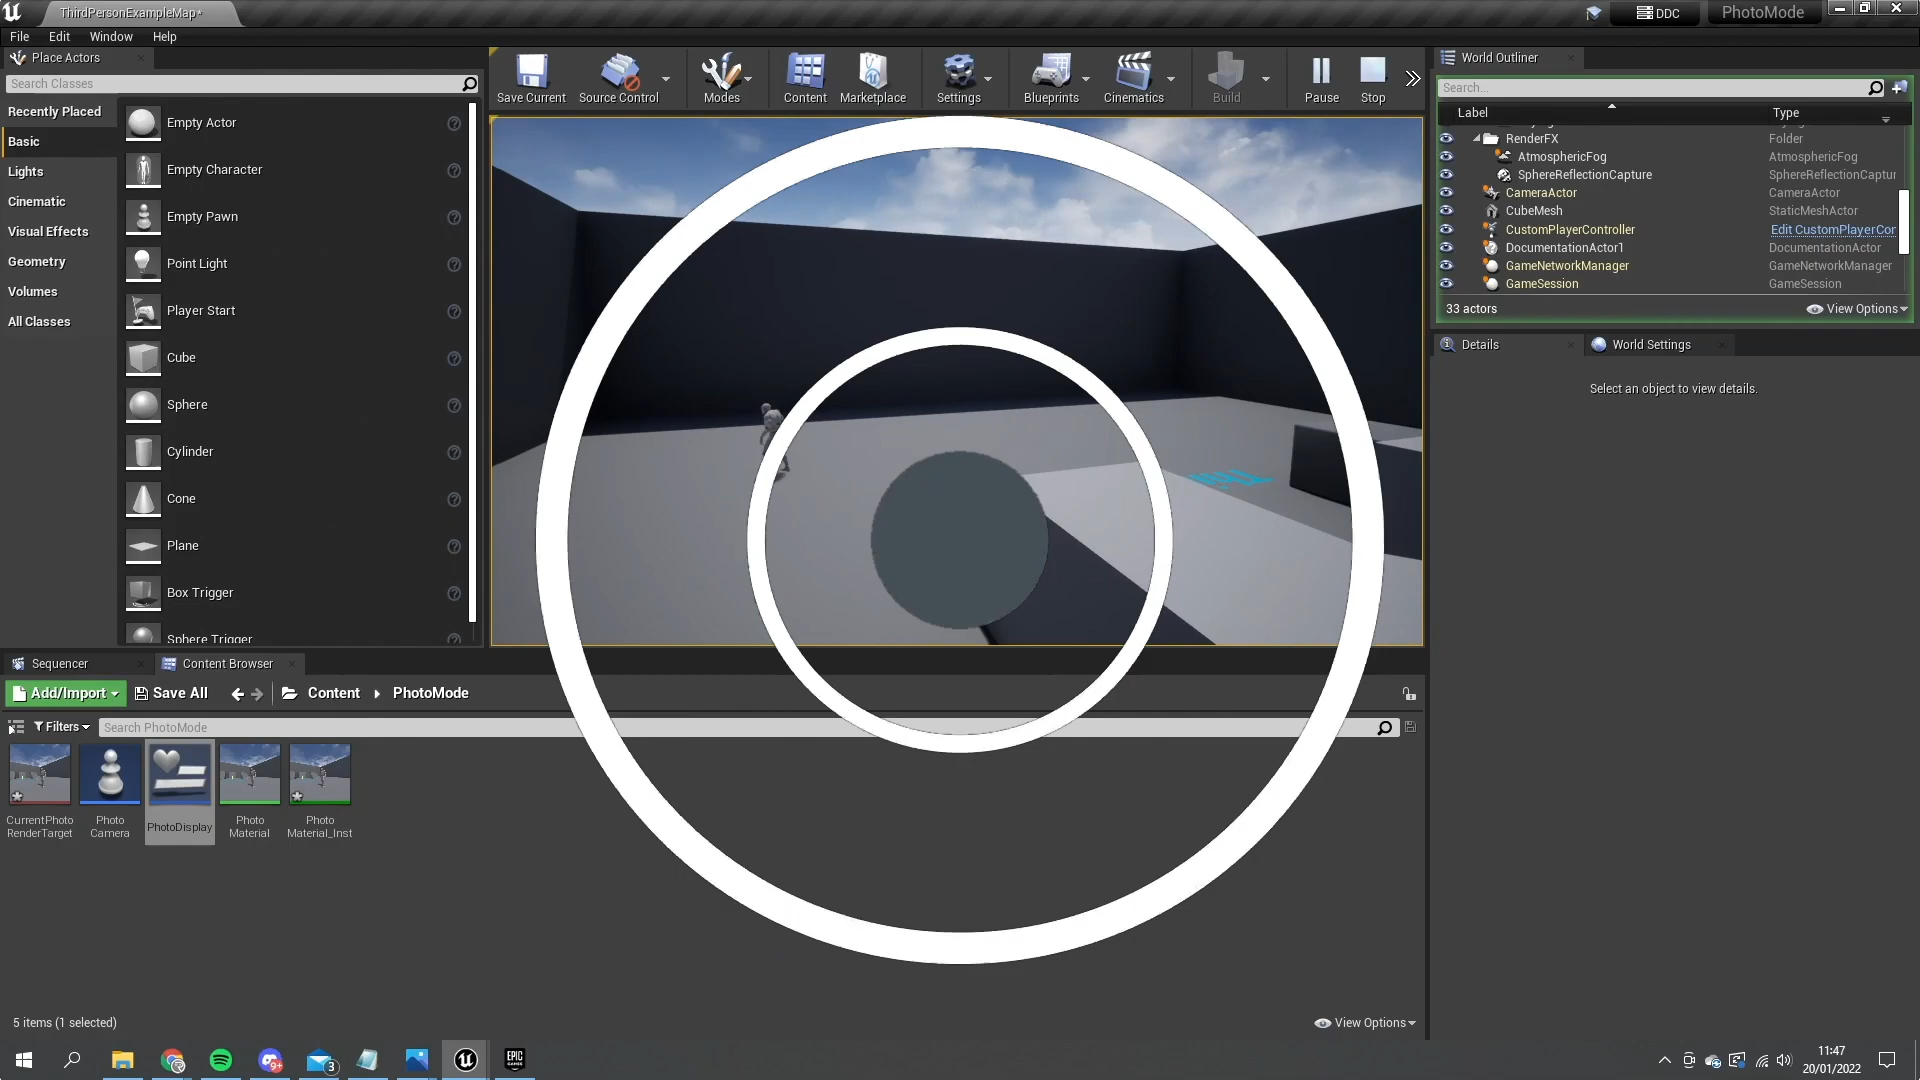 ThirdPersonExampleMap*
DDC
PhotoMode
File
Edit
Window
Help
Place Actors
Search Classes
Recently Placed
Basic
Lights
Cinematic
Visual Effects
Geometry
Volumes
All Classes
Empty Actor
Empty Character
Empty Pawn
Point Light
Player Start
Cube
Sphere
Cylinder
Cone
Plane
Box Trigger
Sphere Trigger
Save Current
Source Control
Modes
Content
Marketplace
Settings
Blueprints
Cinematics
Build
Pause
Stop
World Outliner
Search...
Label
Type
RenderFX
Folder
AtmosphericFog
AtmosphericFog
SphereReflectionCapture
SphereReflectionCaptur
CameraActor
CameraActor
CubeMesh
StaticMeshActor
CustomPlayerController
Edit CustomPlayerCor
DocumentationActor1
DocumentationActor
GameNetworkManager
GameNetworkManager
GameSession
GameSession
33 actors
View Options
Details
World Settings
Select an object to view details.
Sequencer
Content Browser
Add/Import
Save All
Content
PhotoMode
Filters
Search PhotoMode
CurrentPhoto
RenderTarget
Photo
Camera
PhotoDisplay
Photo
Material
Photo
Material_Inst
5 items (1 selected)
View Options
9+
3
EPIC
GAMES
11:47
20/01/2022